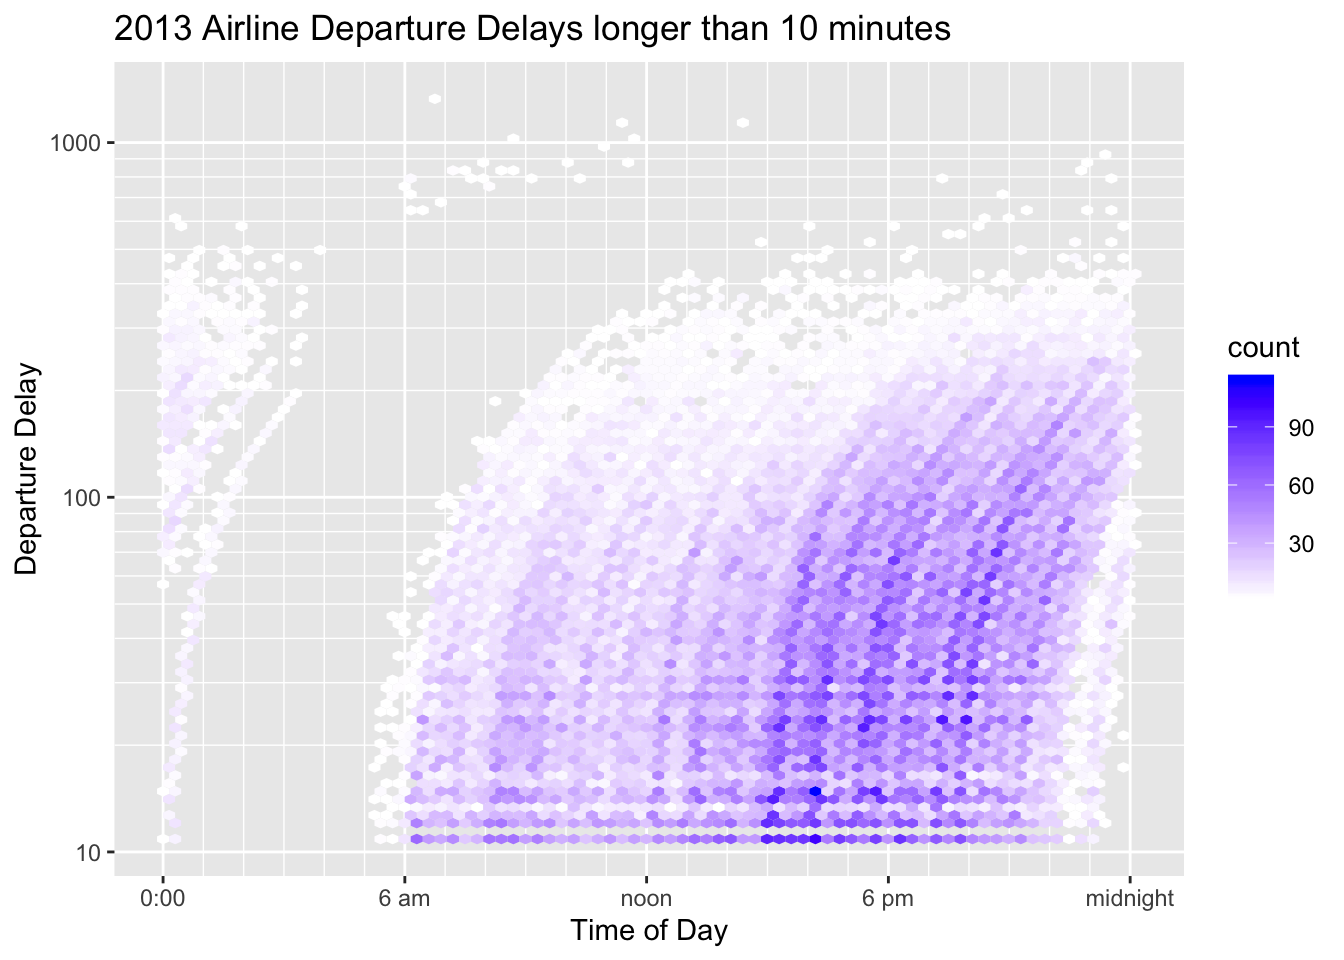 2013 Airline Departure Delays longer than 10 minutes
1000
100
10
Departure Delay
0:00
6 am
noon
6 pm
midnight
Time of Day
count
90
60
30